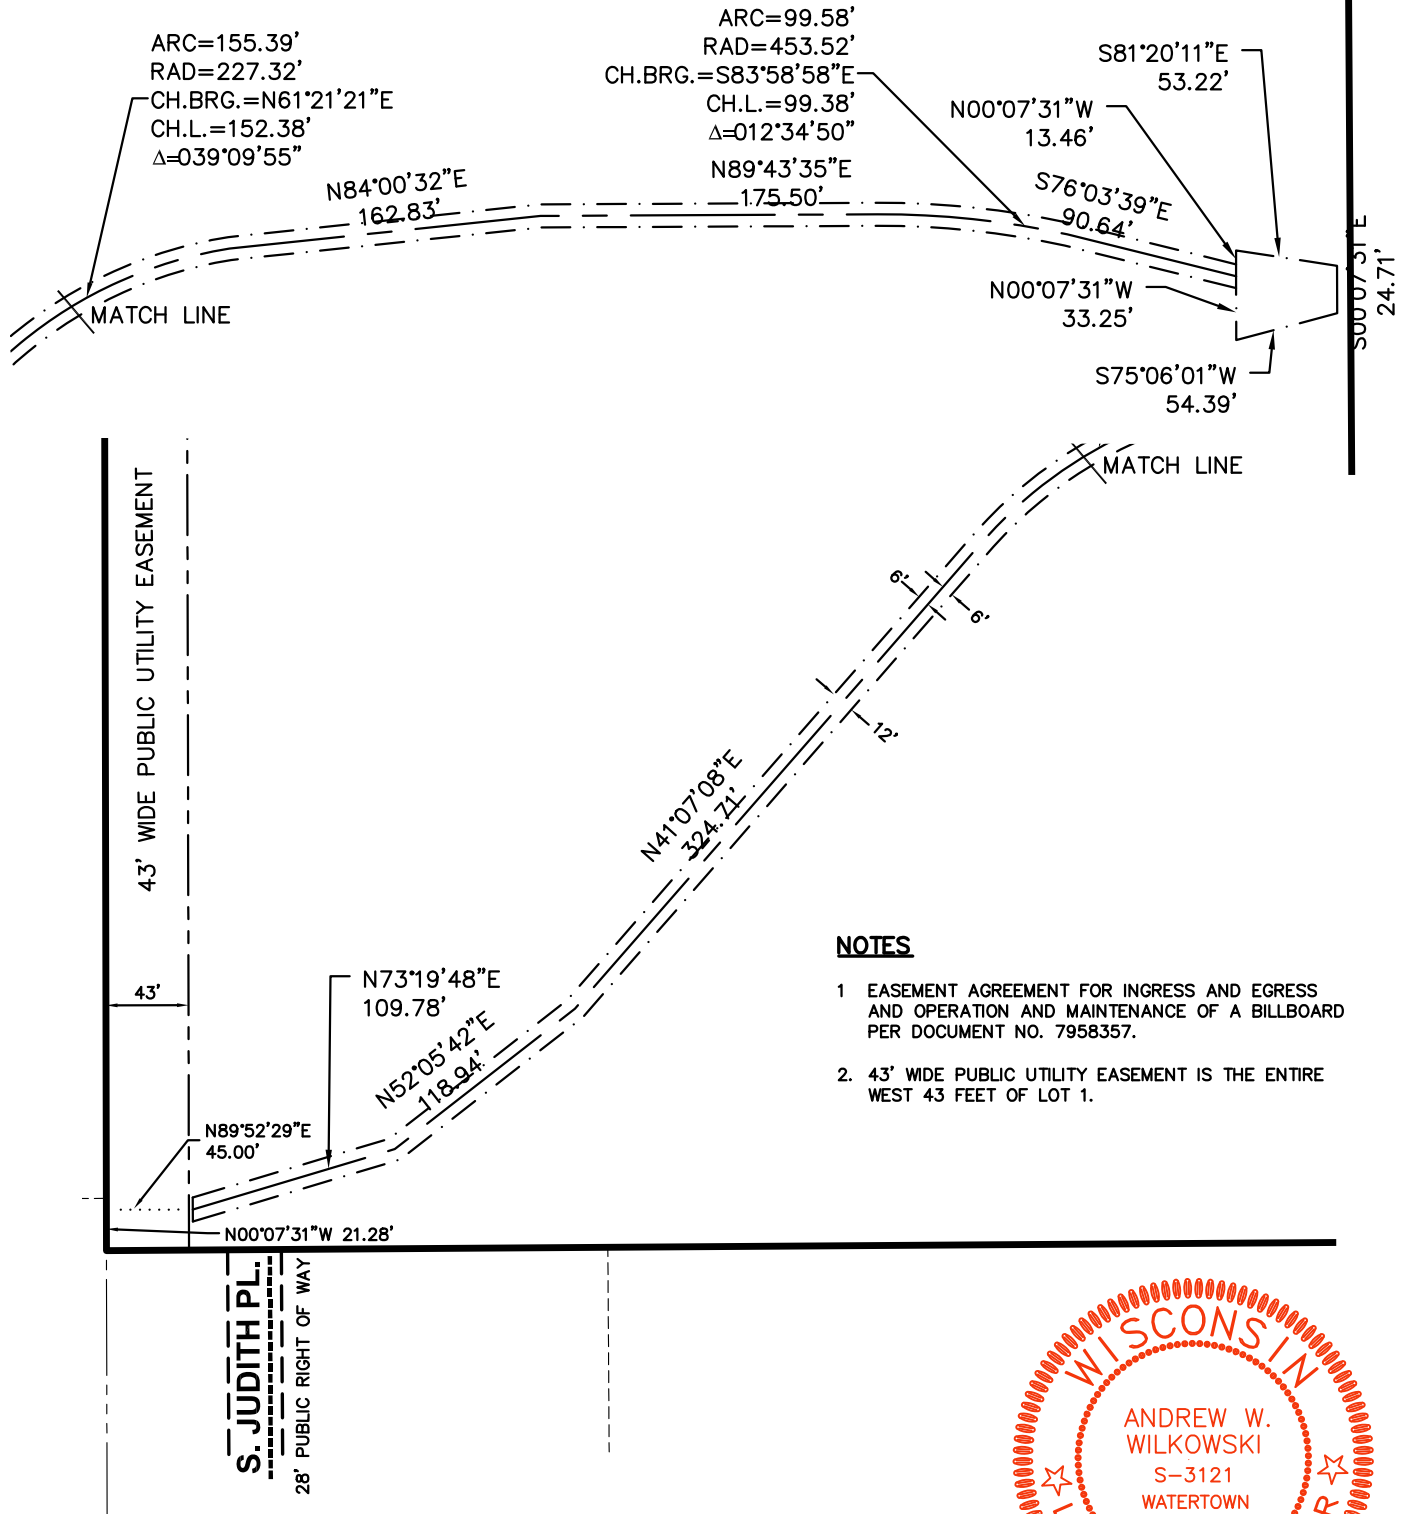 ARC=155.39'
RAD=227.32'
CH.BRG.=N61°21'21"E
CH.L.=152.38'
Δ=039°09'55"
ARC=99.58'
RAD=453.52'
CH.BRG.=S83°58'58"E
CH.L.=99.38'
Δ=012°34'50"
S81°20'11"E
53.22'
N00°07'31"W
13.46'
N84°00'32"E
162.83'
N89°43'35"E
175.50'
S76°03'39"E
90.64'
S00°07'31"E
24.71'
N00°07'31"W
33.25'
MATCH LINE
S75°06'01"W
54.39'
MATCH LINE
43' WIDE PUBLIC UTILITY EASEMENT
6'
6'
12'
N41°07'08"E
324.71'
43'
N73°19'48"E
109.78'
N52°05'42"E
118.94'
NOTES
1 EASEMENT AGREEMENT FOR INGRESS AND EGRESS
AND OPERATION AND MAINTENANCE OF A BILLBOARD
PER DOCUMENT NO. 7958357.
2. 43' WIDE PUBLIC UTILITY EASEMENT IS THE ENTIRE
WEST 43 FEET OF LOT 1.
N89°52'29"E
45.00'
N00°07'31"W 21.28'
S. JUDITH PL.
28' PUBLIC RIGHT OF WAY
WISCONSIN
ANDREW W.
WILKOWSKI
S-3121
WATERTOWN